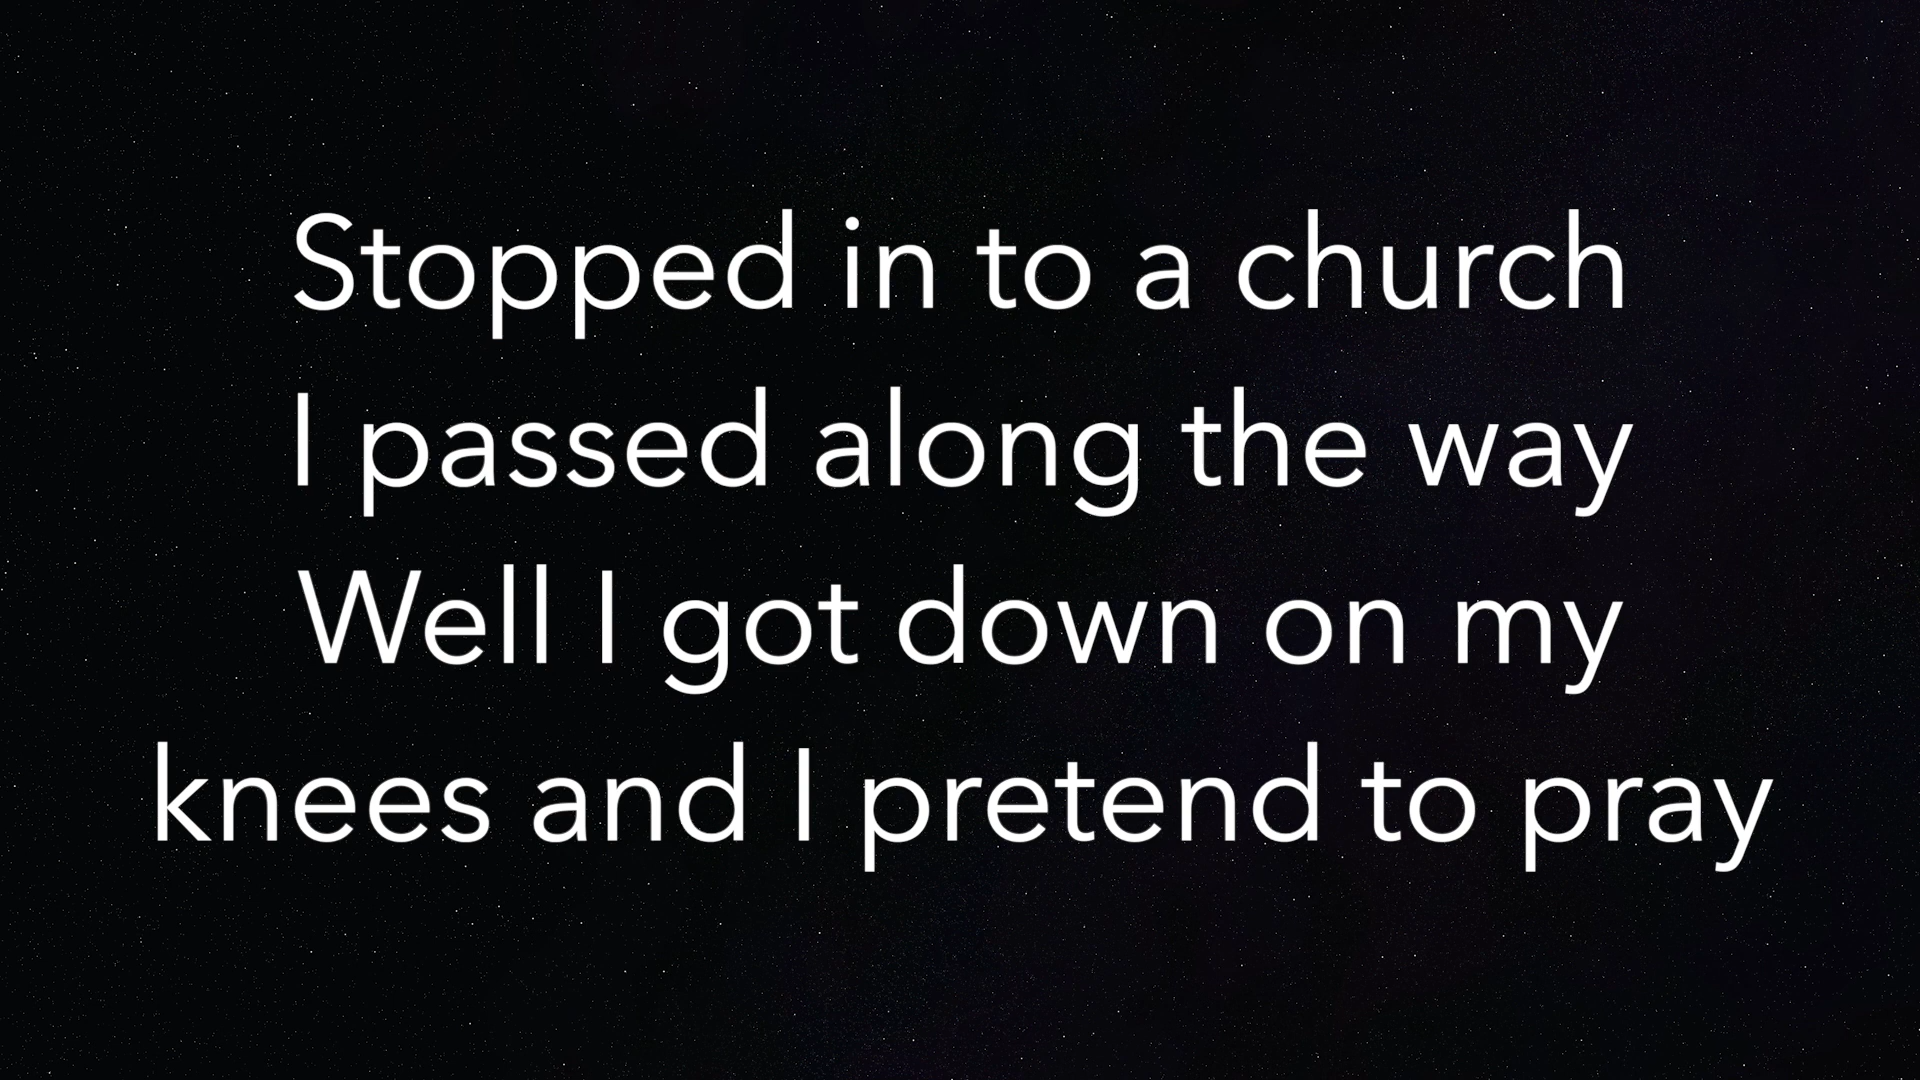 Stopped in to a church
I passed along the way
Well I got down on my
knees and I pretend to pray